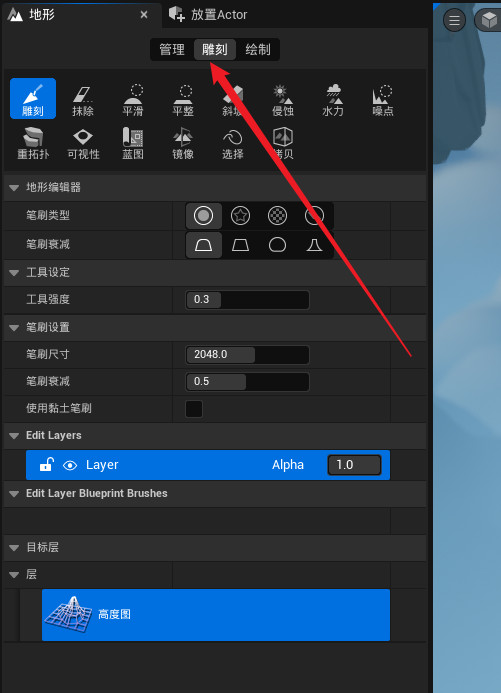 地形
放置Actor
管理 雕刻 绘制
雕刻 抹除 平滑 平整 斜坡 侵蚀 水力 噪点
重拓扑 可视性 蓝图 镜像 选择 拷贝
地形编辑器
笔刷类型
笔刷衰减
工具设定
工具强度 0.3
笔刷设置
笔刷尺寸 2048.0
笔刷衰减 0.5
使用黏土笔刷
Edit Layers
Layer Alpha 1.0
Edit Layer Blueprint Brushes
目标层
层
高度图